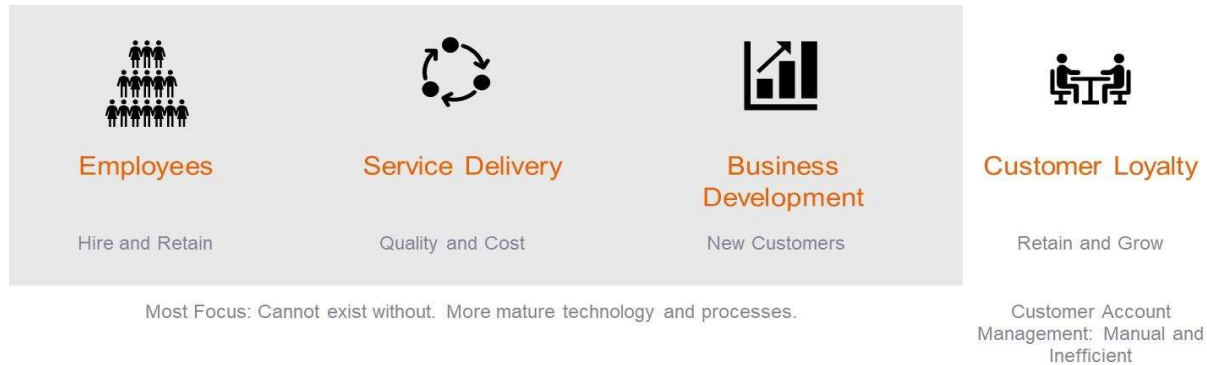 Employees
Service Delivery
Business
Development
Customer Loyalty
Hire and Retain
Quality and Cost
New Customers
Retain and Grow
Most Focus: Cannot exist without. More mature technology and processes.
Customer Account
Management: Manual and
Inefficient